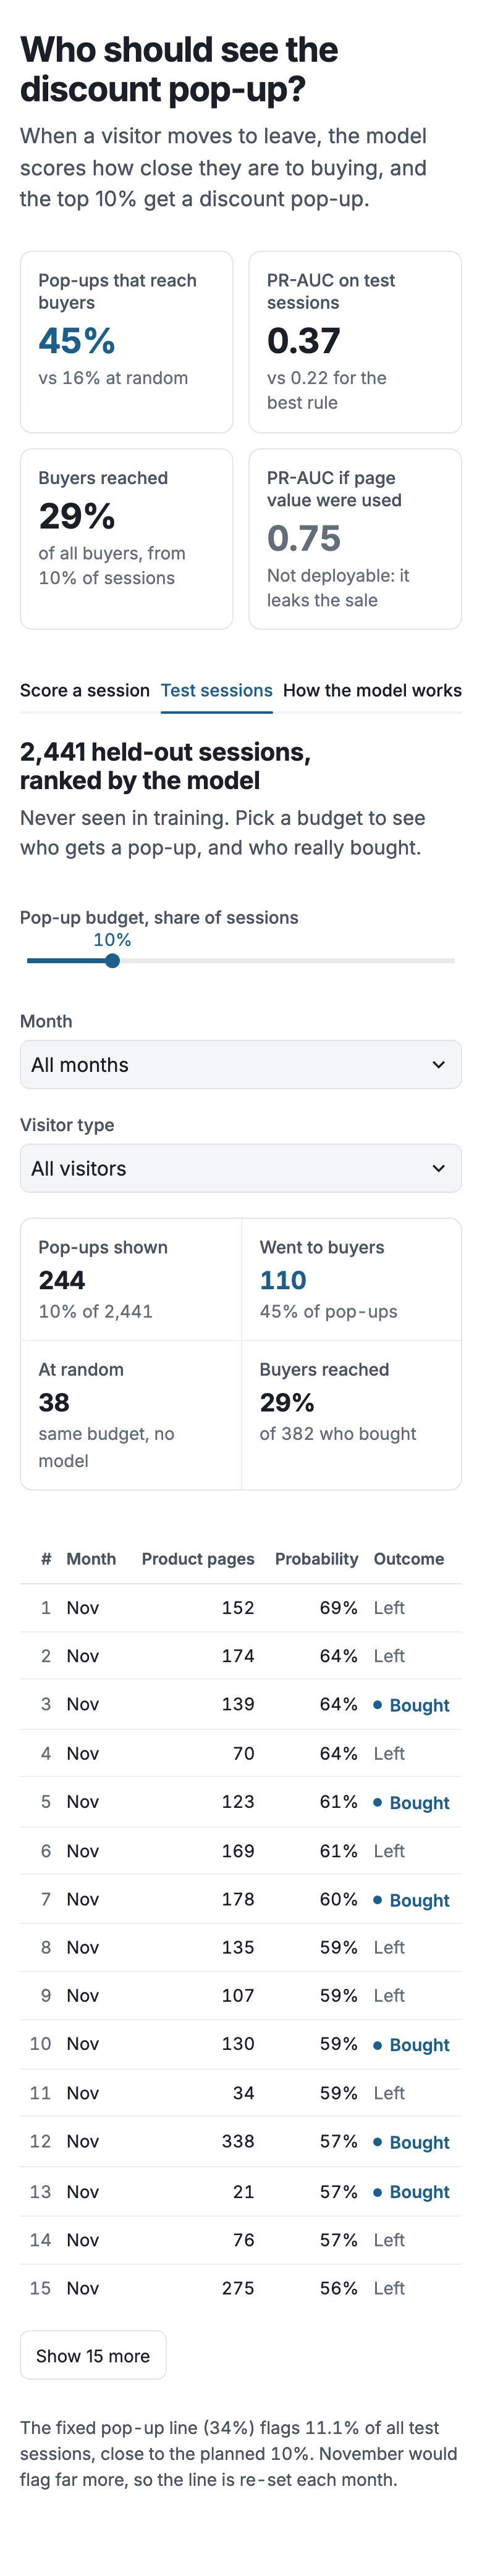 Who should see the
discount pop-up?
When a visitor moves to leave, the model
scores how close they are to buying, and
the top 10% get a discount pop-up.
Pop-ups that reach
buyers
45%
vs 16% at random
PR-AUC on test
sessions
0.37
vs 0.22 for the
best rule
Buyers reached
29%
of all buyers, from
10% of sessions
PR-AUC if page
value were used
0.75
Not deployable: it
leaks the sale
Score a session Test sessions How the model works
2,441 held-out sessions,
ranked by the model
Never seen in training. Pick a budget to see
who gets a pop-up, and who really bought.
Pop-up budget, share of sessions
10%
Month
All months
Visitor type
All visitors
Pop-ups shown
244
10% of 2,441
Went to buyers
110
45% of pop-ups
At random
38
same budget, no
model
Buyers reached
29%
of 382 who bought
# Month Product pages Probability Outcome
1 Nov 152 69% Left
2 Nov 174 64% Left
3 Nov 139 64% Bought
4 Nov 70 64% Left
5 Nov 123 61% Bought
6 Nov 169 61% Left
7 Nov 178 60% Bought
8 Nov 135 59% Left
9 Nov 107 59% Left
10 Nov 130 59% Bought
11 Nov 34 59% Left
12 Nov 338 57% Bought
13 Nov 21 57% Bought
14 Nov 76 57% Left
15 Nov 275 56% Left
Show 15 more
The fixed pop-up line (34%) flags 11.1% of all test
sessions, close to the planned 10%. November would
flag far more, so the line is re-set each month.